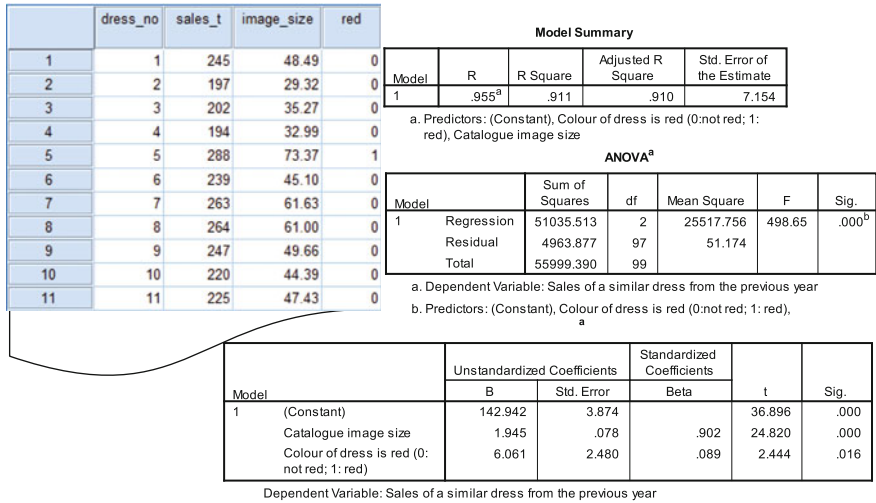 dress_no sales_t image_size red
1 1 245 48.49 0
2 2 197 29.32 0
3 3 202 35.27 0
4 4 194 32.99 0
5 5 288 73.37 1
6 6 239 45.10 0
7 7 263 61.63 0
8 8 264 61.00 0
9 9 247 49.66 0
10 10 220 44.39 0
11 11 225 47.43 0
Model Summary
Model R R Square Adjusted R Square Std. Error of the Estimate
1 .955a .911 .910 7.154
a. Predictors: (Constant), Colour of dress is red (0:not red; 1:
red), Catalogue image size
ANOVAa
Model Sum of Squares df Mean Square F Sig.
1 Regression 51035.513 2 25517.756 498.65 .000b
Residual 4963.877 97 51.174
Total 55999.390 99
a. Dependent Variable: Sales of a similar dress from the previous year
b. Predictors: (Constant), Colour of dress is red (0:not red; 1: red),
a
Unstandardized Coefficients Standardized Coefficients
Model B Std. Error Beta t Sig.
1 (Constant) 142.942 3.874 36.896 .000
Catalogue image size 1.945 .078 .902 24.820 .000
Colour of dress is red (0: 6.061 2.480 .089 2.444 .016
not red; 1: red)
Dependent Variable: Sales of a similar dress from the previous year